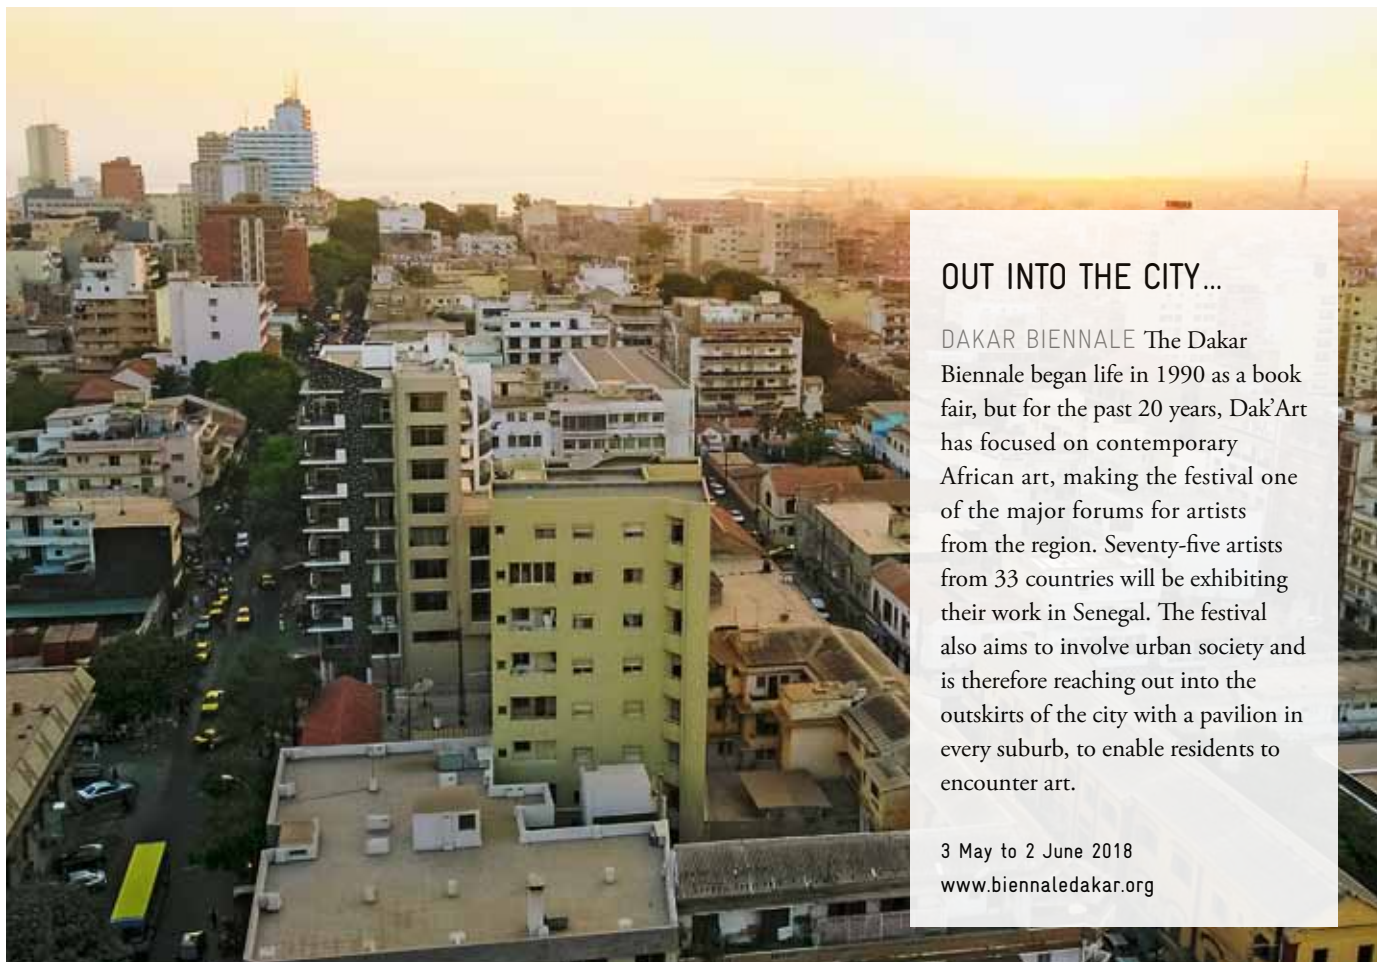 OUT INTO THE CITY…
DAKAR BIENNALE The Dakar
Biennale began life in 1990 as a book
fair, but for the past 20 years, Dak’Art
has focused on contemporary
African art, making the festival one
of the major forums for artists
from the region. Seventy-five artists
from 33 countries will be exhibiting
their work in Senegal. The festival
also aims to involve urban society and
is therefore reaching out into the
outskirts of the city with a pavilion in
every suburb, to enable residents to
encounter art.
3 May to 2 June 2018
www.biennaledakar.org